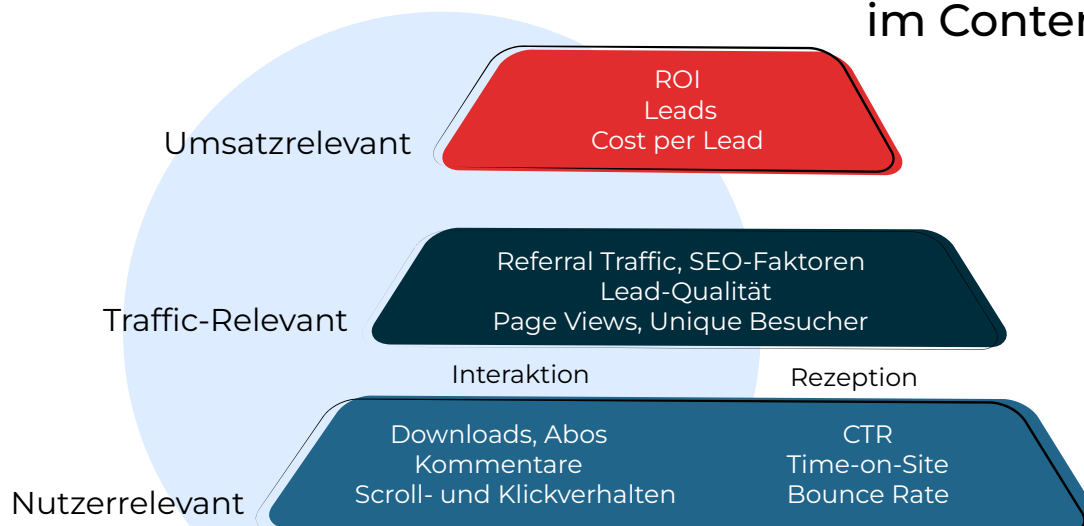 im Conte
Umsatzrelevant
ROI
Leads
Cost per Lead
Traffic-Relevant
Referral Traffic, SEO-Faktoren
Lead-Qualität
Page Views, Unique Besucher
Interaktion
Rezeption
Nutzerrelevant
Downloads, Abos
Kommentare
Scroll- und Klickverhalten
CTR
Time-on-Site
Bounce Rate